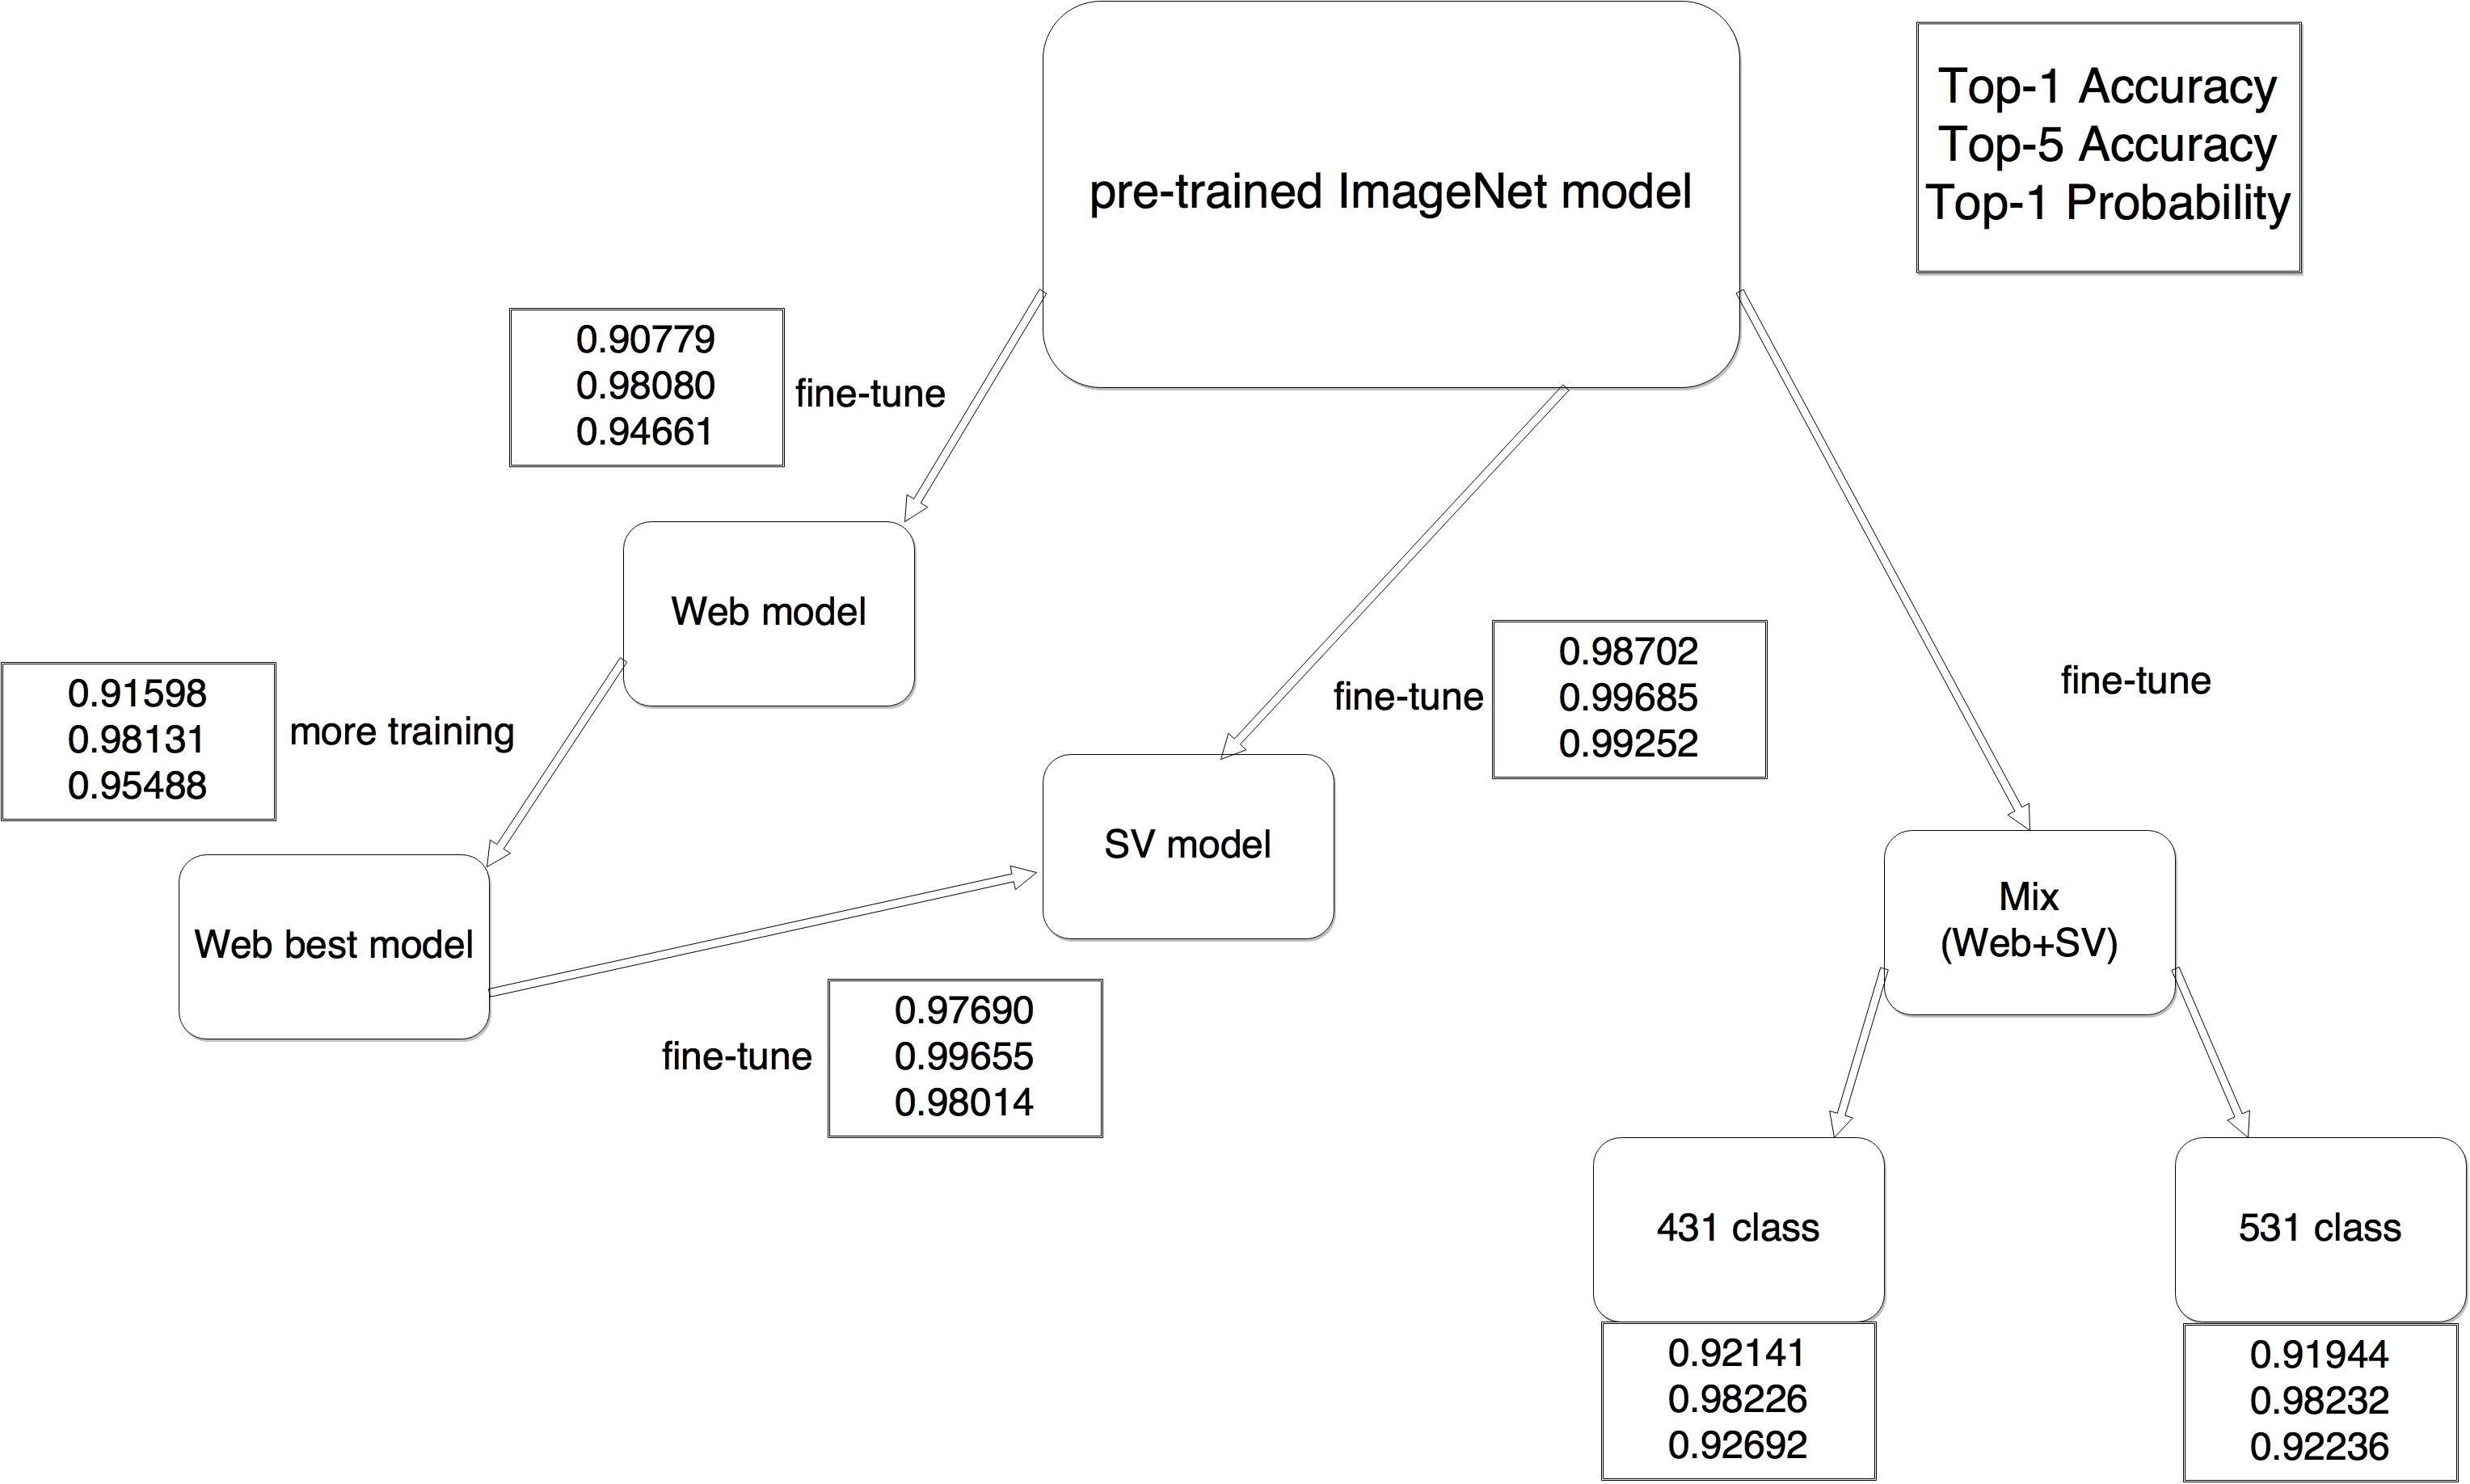 pre-trained ImageNet model
Top-1 Accuracy
Top-5 Accuracy
Top-1 Probability
0.90779
0.98080
0.94661
fine-tune
Web model
0.91598
0.98131
0.95488
more training
fine-tune
0.98702
0.99685
0.99252
fine-tune
SV model
Web best model
Mix
(Web+SV)
fine-tune
0.97690
0.99655
0.98014
431 class
531 class
0.92141
0.98226
0.92692
0.91944
0.98232
0.92236